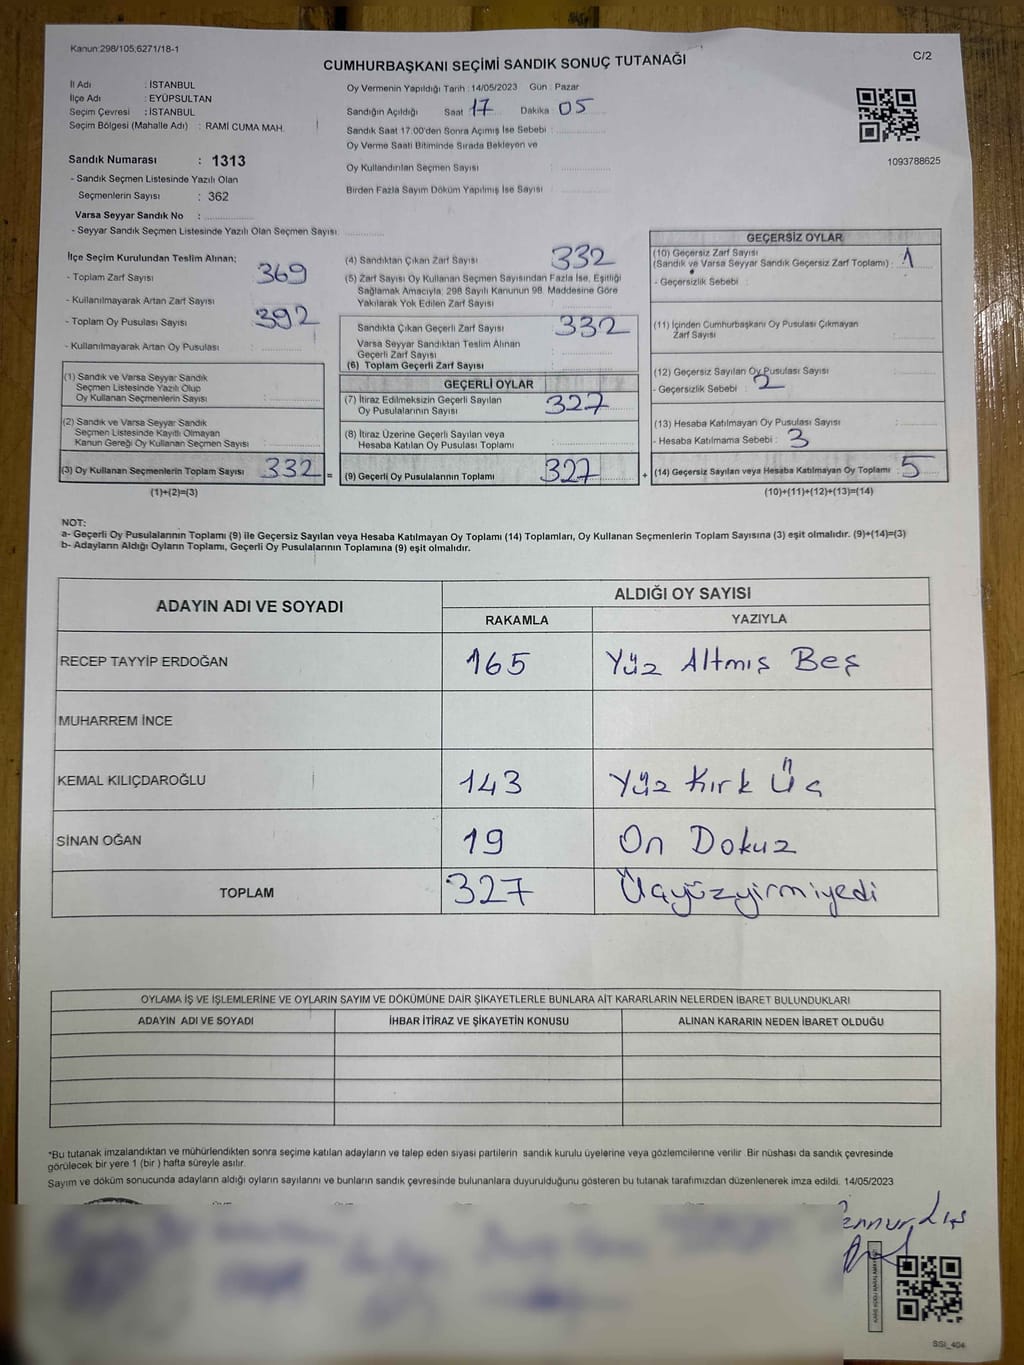 Kanun:298/105;6271/18-1
C/2
CUMHURBAŞKANI SEÇİMİ SANDIK SONUÇ TUTANAĞI
İl Adı : İSTANBUL
İlçe Adı : EYÜPSULTAN
Seçim Çevresi : İSTANBUL
Seçim Bölgesi (Mahalle Adı) : RAMİ CUMA MAH.
Sandık Numarası : 1313
- Sandık Seçmen Listesinde Yazılı Olan
Seçmenlerin Sayısı : 362
Varsa Seyyar Sandık No :
- Seyyar Sandık Seçmen Listesinde Yazılı Olan Seçmen Sayısı
Oy Vermenin Yapıldığı Tarih : 14/05/2023 Gün : Pazar
Sandığın Açıldığı Saat : 17 Dakika : 05
Sandık Saat 17.00'den Sonra Açımış İse Sebebi :
Oy Verme Saati Bitiminde Sırada Bekleyen ve
Oy Kullandırılan Seçmen Sayısı :
Birden Fazla Sayım Döküm Yapılmış İse Sayısı :
1093788625
İlçe Seçim Kurulundan Teslim Alınan:
- Toplam Zarf Sayısı : 369
- Kullanılmayarak Artan Zarf Sayısı :
- Toplam Oy Pusulası Sayısı : 392
- Kullanılmayarak Artan Oy Pusulası :
(1) Sandık ve Varsa Seyyar Sandık
Seçmen Listesinde Yazılı Olup
Oy Kullanan Seçmenlerin Sayısı :
(2) Sandık ve Varsa Seyyar Sandık
Seçmen Listesinde Kayıtlı Olmayan
Kanun Gereği Oy Kullanan Seçmen Sayısı :
(3) Oy Kullanan Seçmenlerin Toplam Sayısı : 332 =
(1)+(2)=(3)
(4) Sandıktan Çıkan Zarf Sayısı : 332
(5) Zarf Sayısı Oy Kullanan Seçmen Sayısından Fazla İse, Eşitliği
Sağlamak Amacıyla; 298 Sayılı Kanunun 98. Maddesine Göre
Yakılarak Yok Edilen Zarf Sayısı :
Sandıkta Çıkan Geçerli Zarf Sayısı : 332
Varsa Seyyar Sandıktan Teslim Alınan
Geçerli Zarf Sayısı :
(6) Toplam Geçerli Zarf Sayısı :
GEÇERLİ OYLAR
(7) İtiraz Edilmeksizin Geçerli Sayılan
Oy Pusulalarının Sayısı : 327
(8) İtiraz Üzerine Geçerli Sayılan veya
Hesaba Katılan Oy Pusulası Toplamı :
(9) Geçerli Oy Pusulalarının Toplamı : 327 +
GEÇERSİZ OYLAR
(10) Geçersiz Zarf Sayısı
(Sandık ve Varsa Seyyar Sandık Geçersiz Zarf Toplamı) : 1
- Geçersizlik Sebebi :
(11) İçinden Cumhurbaşkanı Oy Pusulası Çıkmayan
Zarf Sayısı :
(12) Geçersiz Sayılan Oy Pusulası Sayısı :
- Geçersizlik Sebebi : 2
(13) Hesaba Katılmayan Oy Pusulası Sayısı :
- Hesaba Katılmama Sebebi : 3
(14) Geçersiz Sayılan veya Hesaba Katılmayan Oy Toplamı : 5
(10)+(11)+(12)+(13)=(14)
NOT:
a- Geçerli Oy Pusulalarının Toplamı (9) ile Geçersiz Sayılan veya Hesaba Katılmayan Oy Toplamı (14) Toplamları, Oy Kullanan Seçmenlerin Toplam Sayısına (3) eşit olmalıdır. (9)+(14)=(3)
b- Adayların Aldığı Oyların Toplamı, Geçerli Oy Pusulalarının Toplamına (9) eşit olmalıdır.
ADAYIN ADI VE SOYADI
ALDIĞI OY SAYISI
RAKAMLA YAZIYLA
RECEP TAYYİP ERDOĞAN 165 Yüz Altmış Beş
MUHARREM İNCE
KEMAL KILIÇDAROĞLU 143 Yüz Kırk Üç
SİNAN OĞAN 19 On Dokuz
TOPLAM 327 Üçyüzyirmiyedi
OYLAMA İŞ VE İŞLEMLERİNE VE OYLARIN SAYIM VE DÖKÜMÜNE DAİR ŞİKAYETLERLE BUNLARA AİT KARARLARIN NELERDEN İBARET BULUNDUKLARI
ADAYIN ADI VE SOYADI İHBAR İTİRAZ VE ŞİKAYETİN KONUSU ALINAN KARARIN NEDEN İBARET OLDUĞU
*Bu tutanak imzalandıktan ve mühürlendikten sonra seçime katılan adayların ve talep eden siyasi partilerin sandık kurulu üyelerine veya gözlemcilerine verilir. Bir nüshası da sandık çevresinde
görülecek bir yere 1 (bir ) hafta süreyle asılır.
Sayım ve döküm sonucunda adayların aldığı oyların sayılarını ve bunların sandık çevresinde bulunanlara duyurulduğunu gösteren bu tutanak tarafımızdan düzenlenerek imza edildi. 14/05/2023
SSI_404